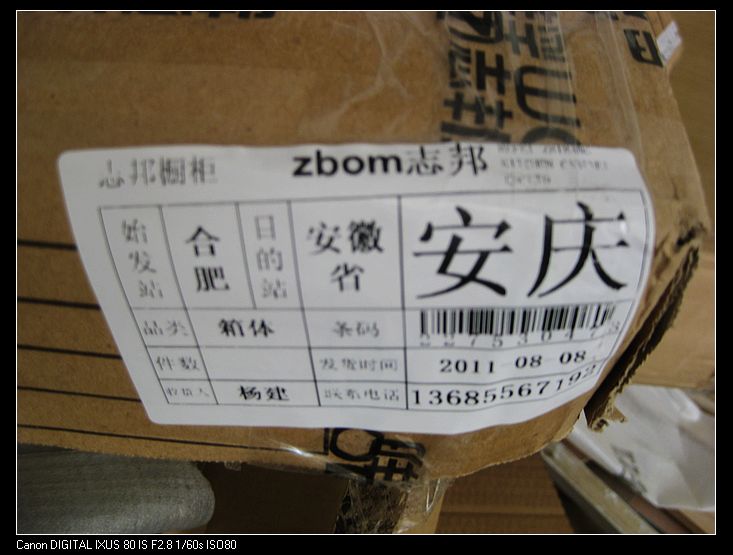 志邦橱柜 zbom志邦
始发站 合肥 目的站 安徽省 安庆
品类 箱体 条码
件数 发货时间 2011-08-08
收货人 杨建 联系电话 13685567192
Canon DIGITAL IXUS 80 IS F2.8 1/60s ISO80